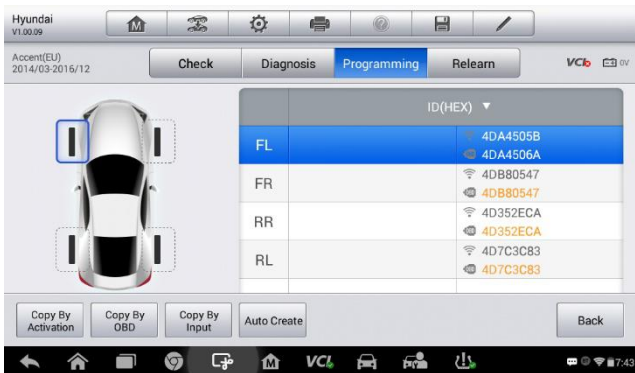 Hyundai
V1.00.09
Accent(EU)
2014/03-2016/12
Check
Diagnosis
Programming
Relearn
VCI
0V
ID(HEX) ▼
FL
4DA4505B
4DA4506A
FR
4DB80547
4DB80547
RR
4D352ECA
4D352ECA
RL
4D7C3C83
4D7C3C83
Copy By
Activation
Copy By
OBD
Copy By
Input
Auto Create
Back
VCI
7:43